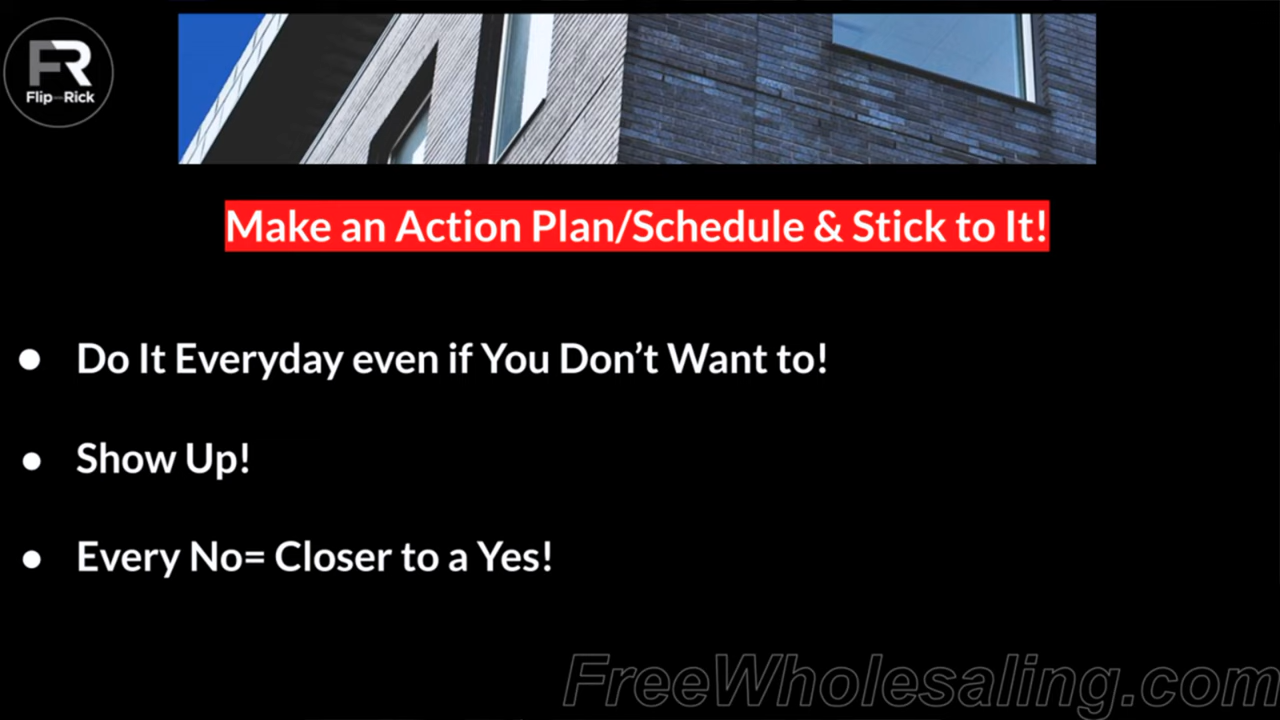 FR
Flip Rick
Make an Action Plan/Schedule & Stick to It!
● Do It Everyday even if You Don’t Want to!
● Show Up!
● Every No= Closer to a Yes!
FreeWholesaling.com